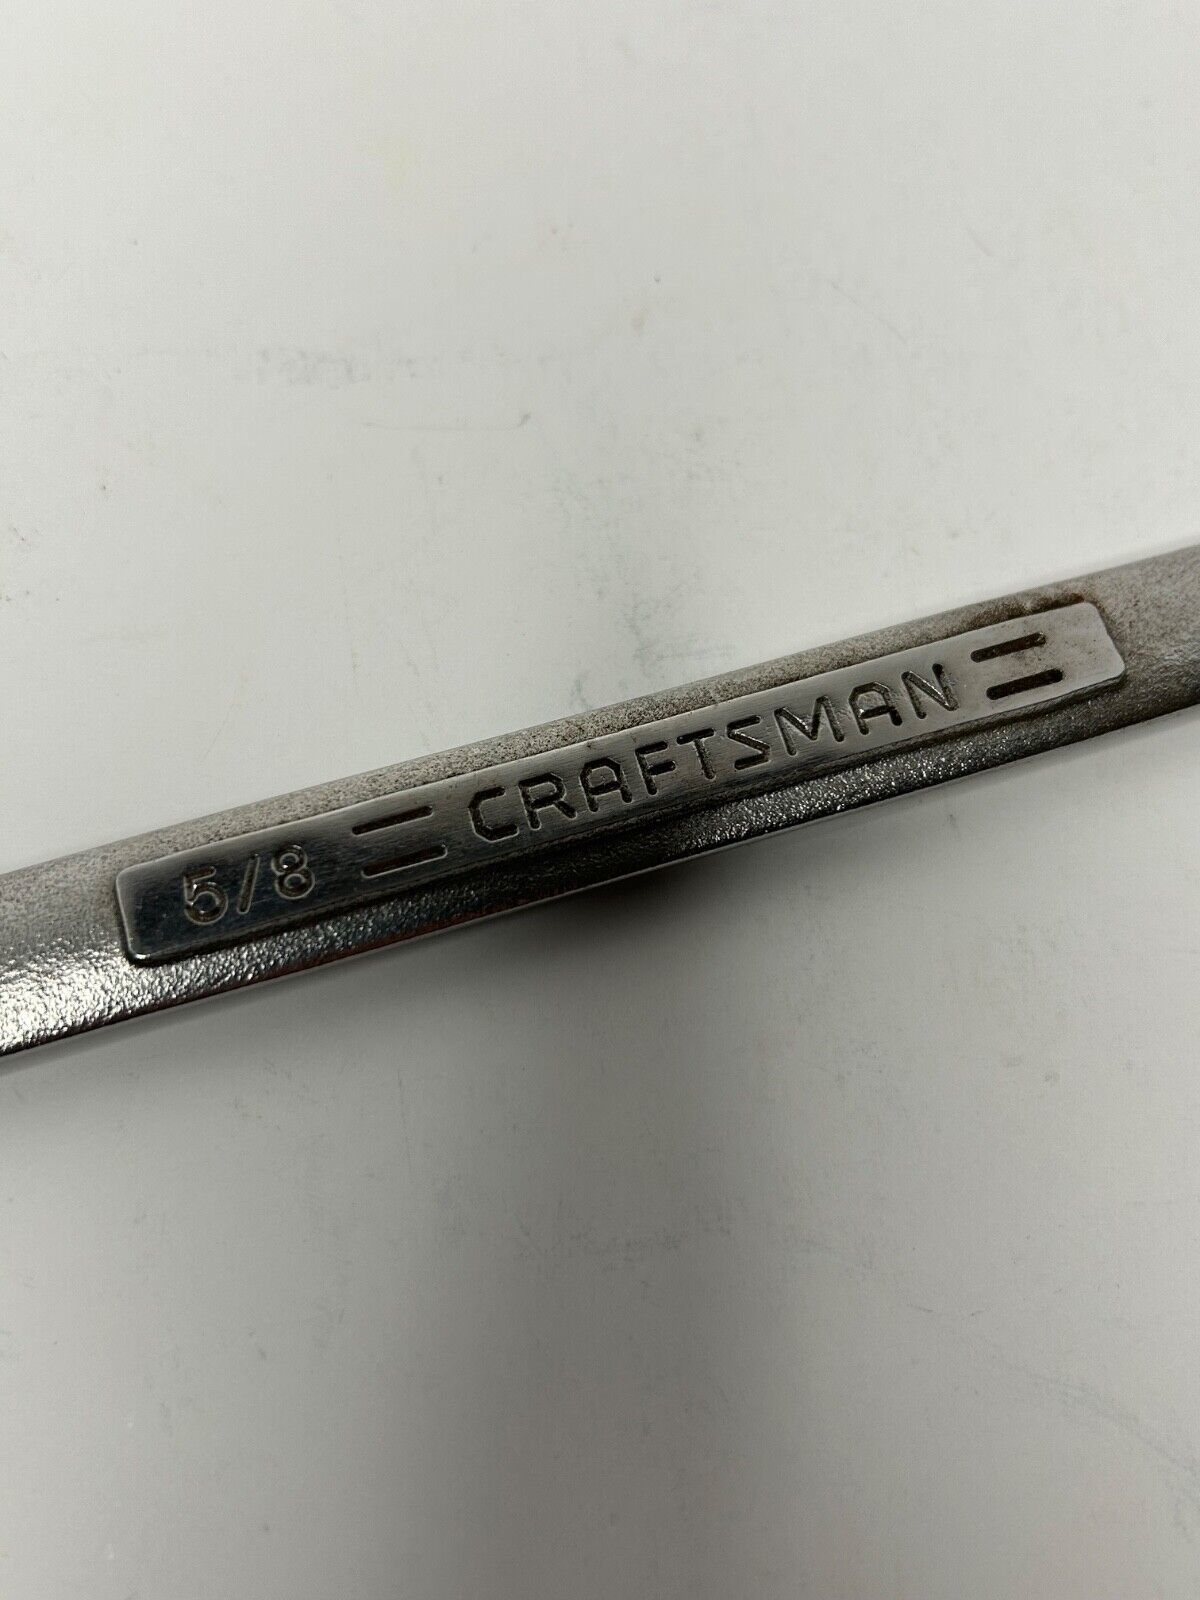 5/8 = CRAFTSMAN =